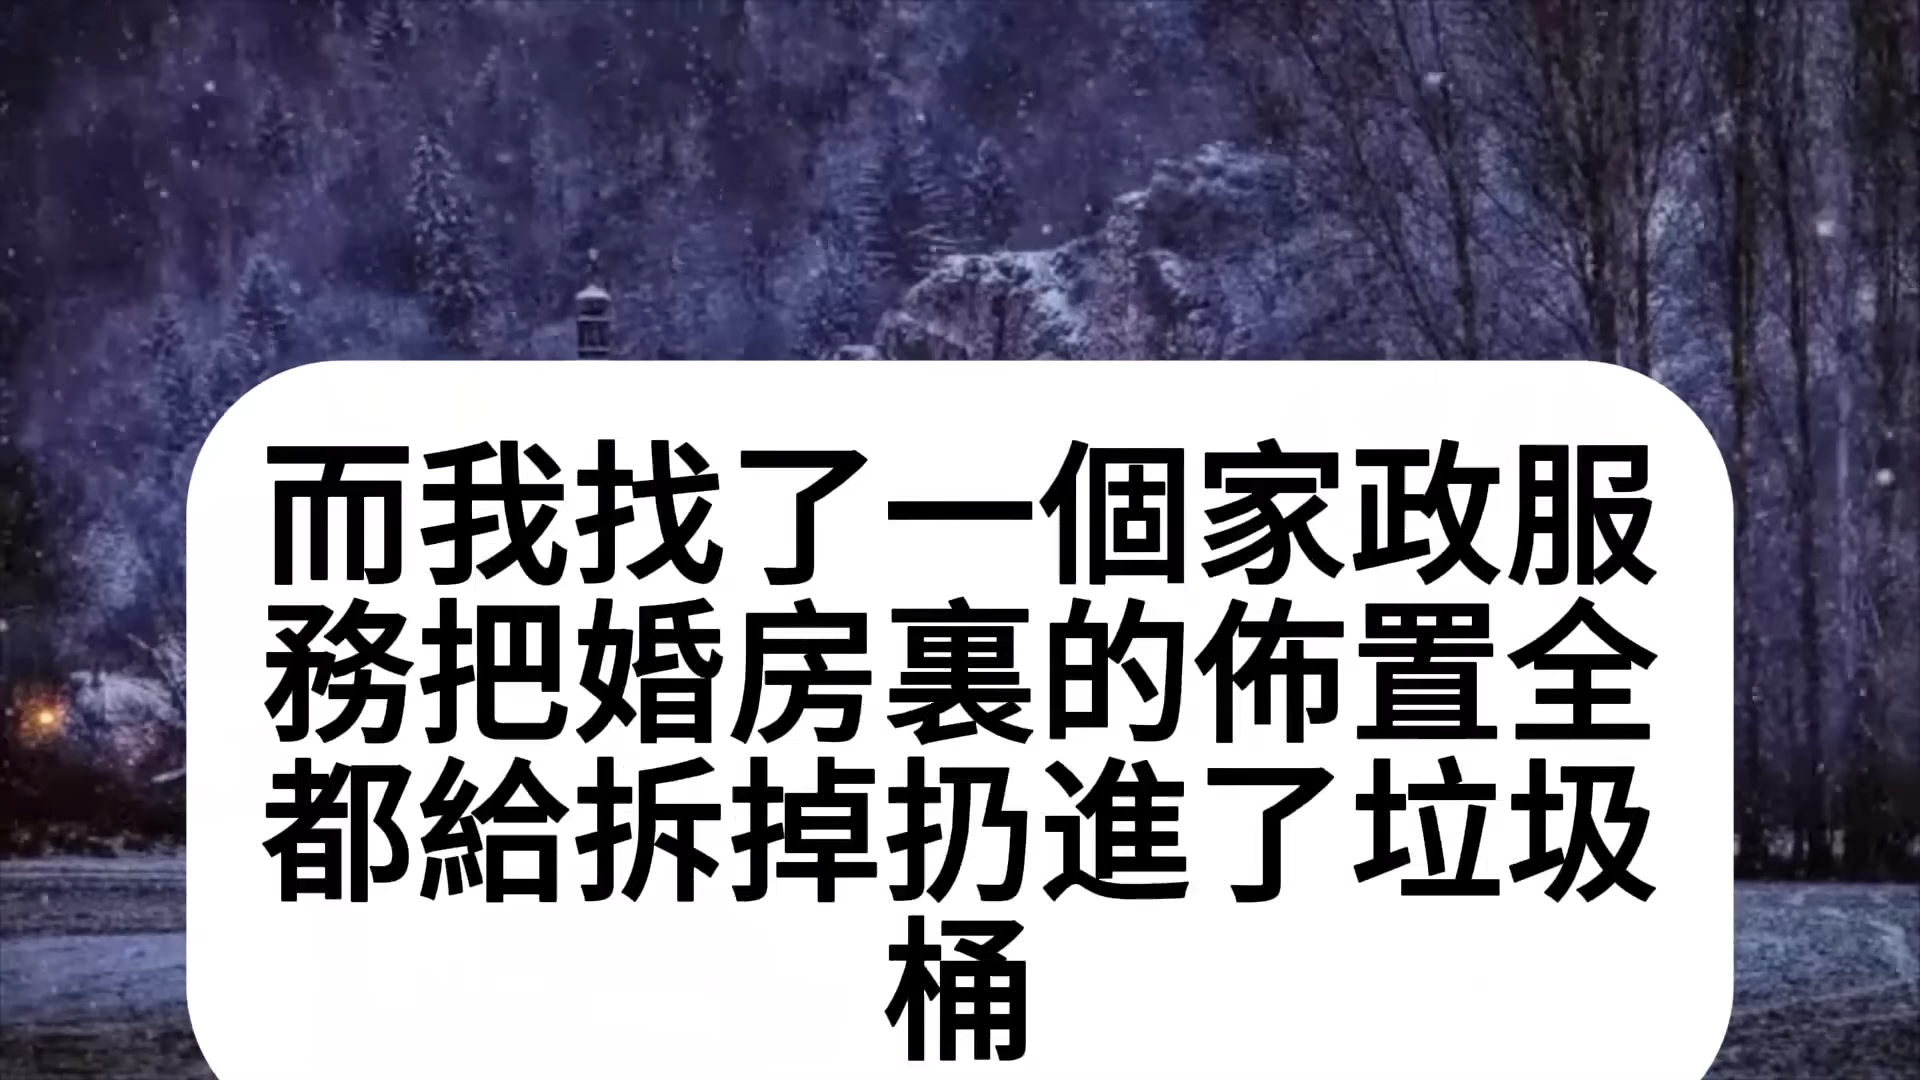 而我找了一個家政服
務把婚房裏的佈置全
都給拆掉扔進了垃圾
桶